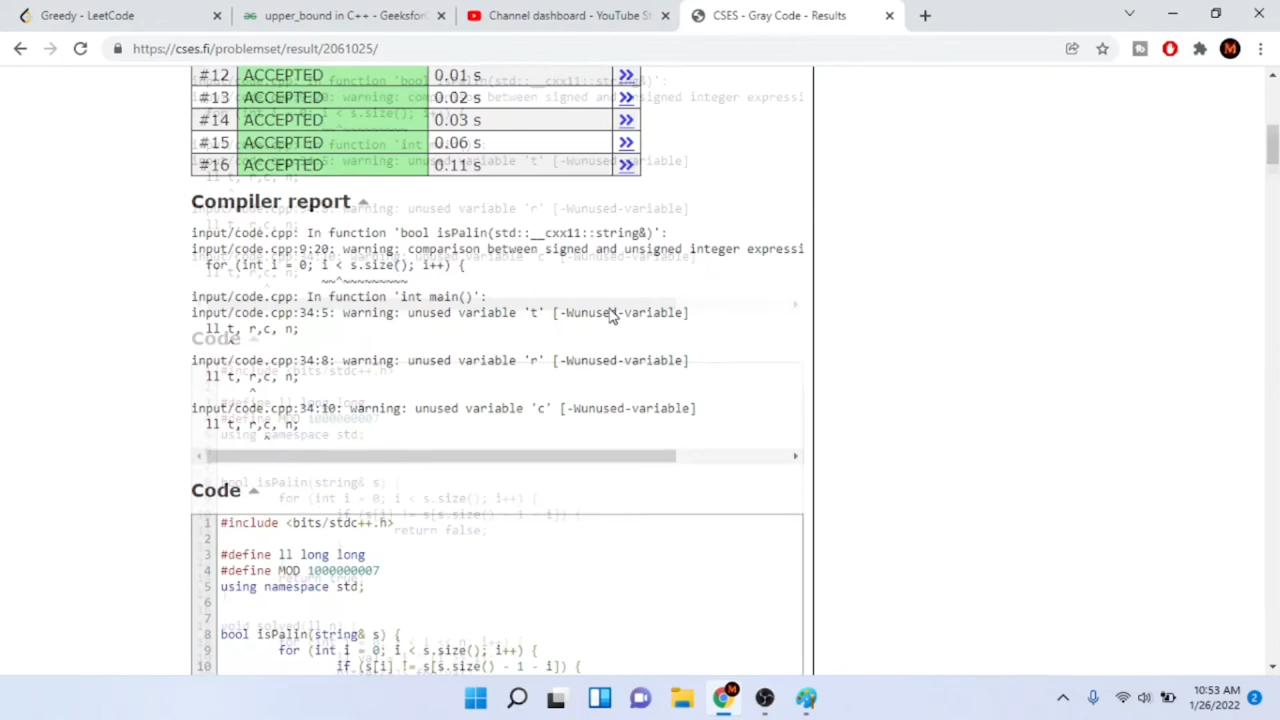 Greedy - LeetCode
upper_bound in C++ - Geeksfor
Channel dashboard - YouTube St
CSES - Gray Code - Results
https://cses.fi/problemset/result/2061025/
#12 ACCEPTED 0.01 s >>
#13 ACCEPTED 0.02 s >>
#14 ACCEPTED 0.03 s >>
#15 ACCEPTED 0.06 s >>
#16 ACCEPTED 0.11 s >>
Compiler report
input/code.cpp: In function 'bool isPalin(std::__cxx11::string&)':
input/code.cpp:9:20: warning: comparison between signed and unsigned integer expressi
for (int i = 0; i < s.size(); i++) {
~~^~~~~~~~~~
input/code.cpp: In function 'int main()':
input/code.cpp:34:5: warning: unused variable 't' [-Wunused-variable]
ll t, r,c, n;
^
input/code.cpp:34:8: warning: unused variable 'r' [-Wunused-variable]
ll t, r,c, n;
^
input/code.cpp:34:10: warning: unused variable 'c' [-Wunused-variable]
ll t, r,c, n;
^
Code
1 #include <bits/stdc++.h>
2
3 #define ll long long
4 #define MOD 1000000007
5 using namespace std;
6
7
8 bool isPalin(string& s) {
9 for (int i = 0; i < s.size(); i++) {
10 if (s[i] != s[s.size() - 1 - i]) {
10:53 AM
1/26/2022
2